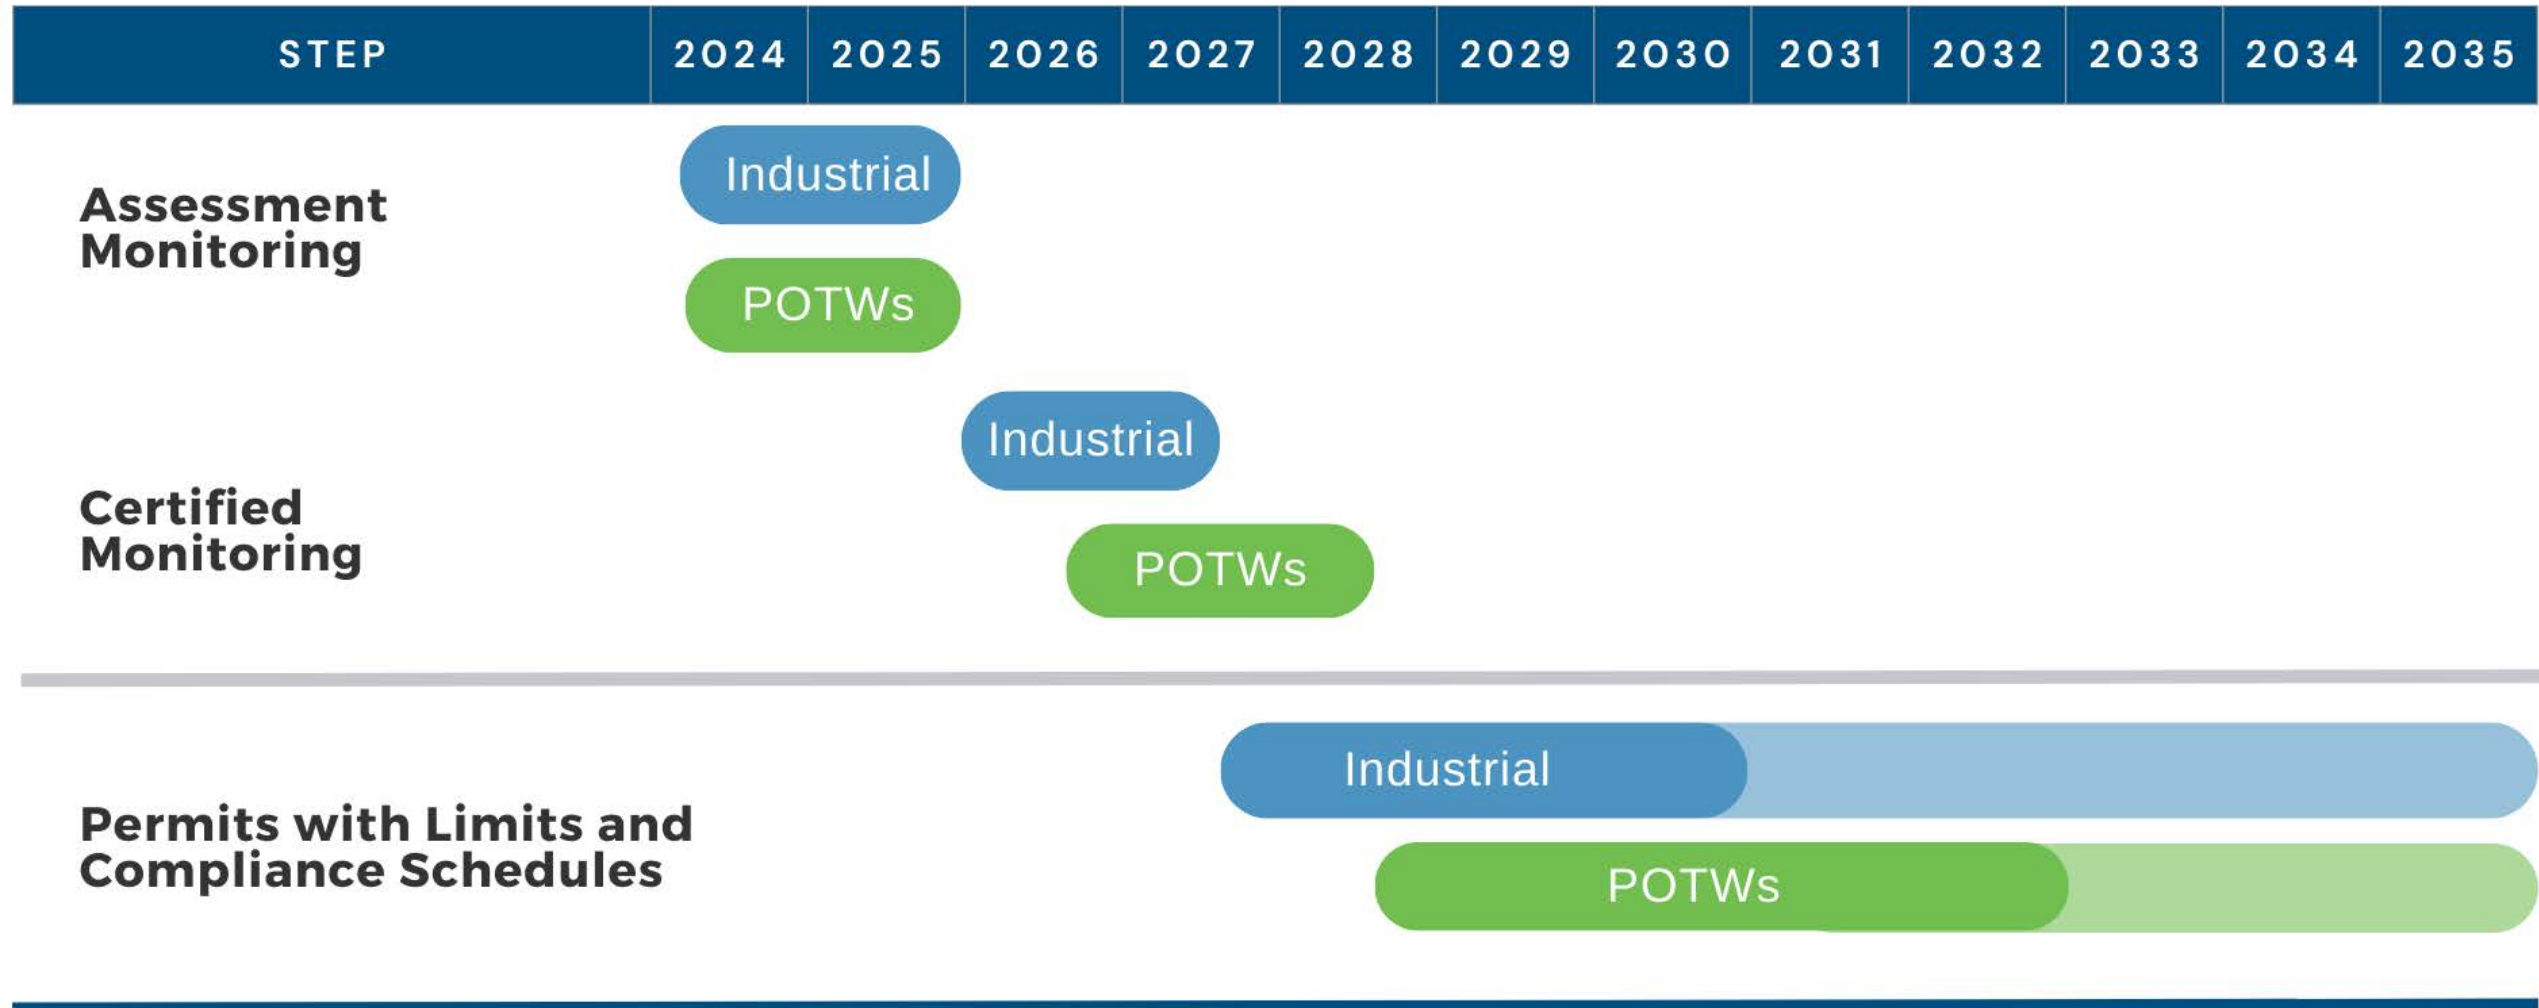 STEP 2024 2025 2026 2027 2028 2029 2030 2031 2032 2033 2034 2035
Assessment
Monitoring
Industrial
POTWs
Certified
Monitoring
Industrial
POTWs
Permits with Limits and
Compliance Schedules
Industrial
POTWs